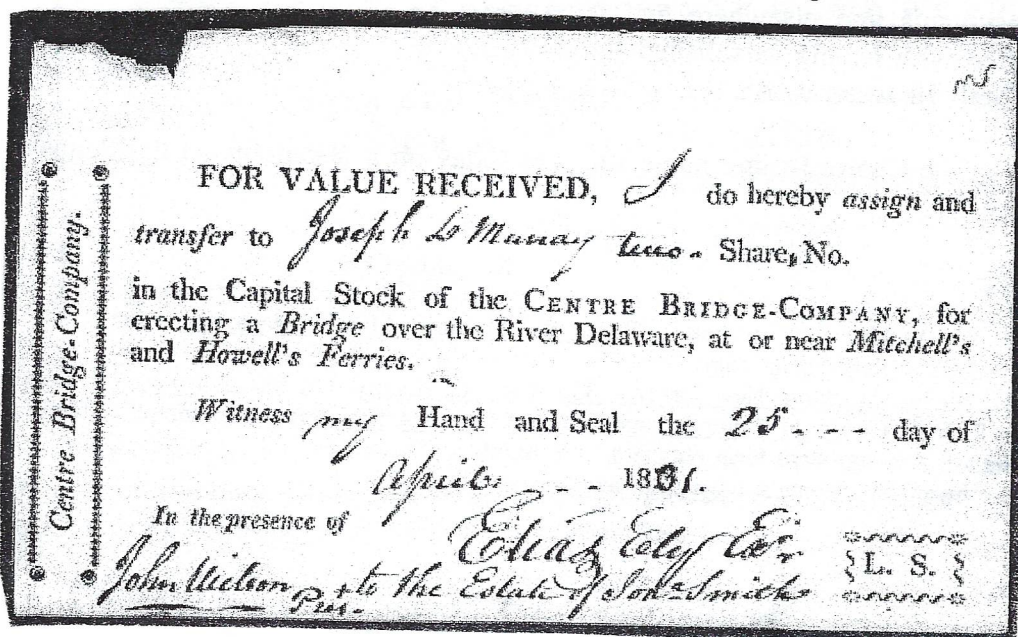 FOR VALUE RECEIVED, I do hereby assign and
transfer to Joseph D Murray two Share, No.
in the Capital Stock of the CENTRE BRIDGE-COMPANY, for
erecting a Bridge over the River Delaware, at or near Mitchell's
and Howell's Ferries.
Witness my Hand and Seal the 25 - - - day of
April - - 1831.
In the presence of
Elias Ely Exr
John Wilson Pres. to the Estate of Jonn Smith
L. S.
Centre Bridge-Company.